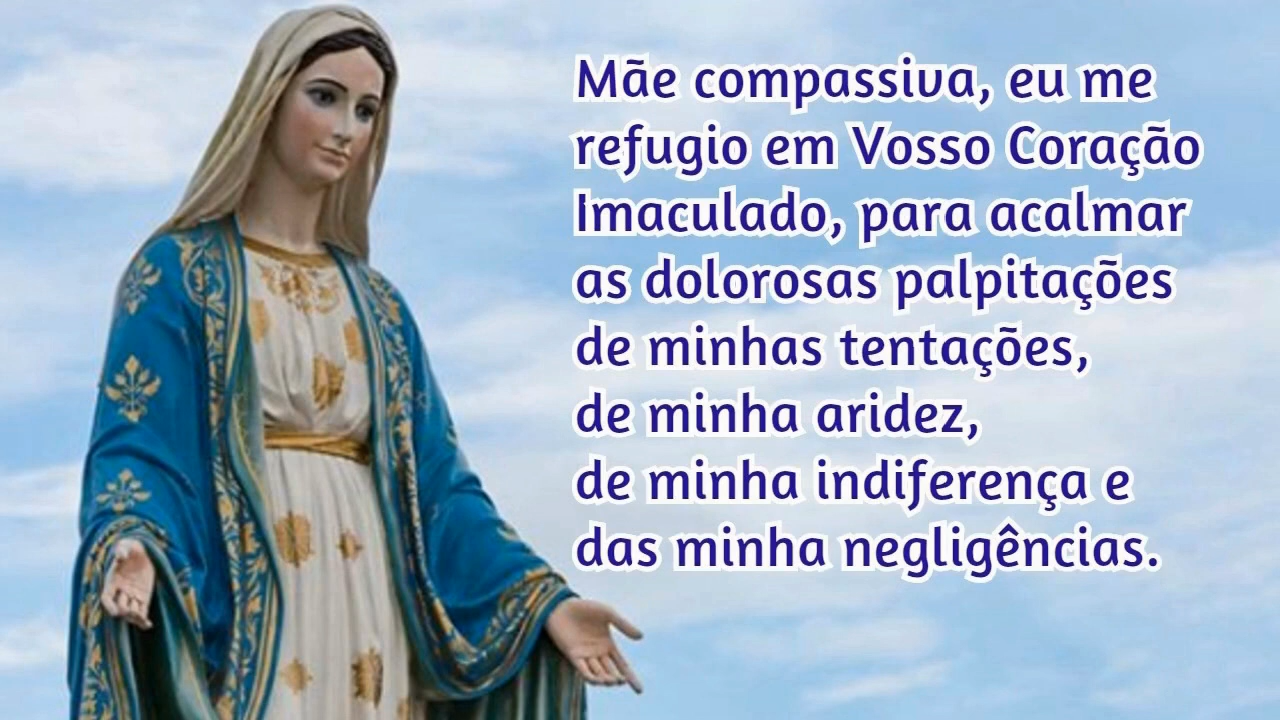 Mãe compassiva, eu me
refugio em Vosso Coração
Imaculado, para acalmar
as dolorosas palpitações
de minhas tentações,
de minha aridez,
de minha indiferença e
das minha negligências.